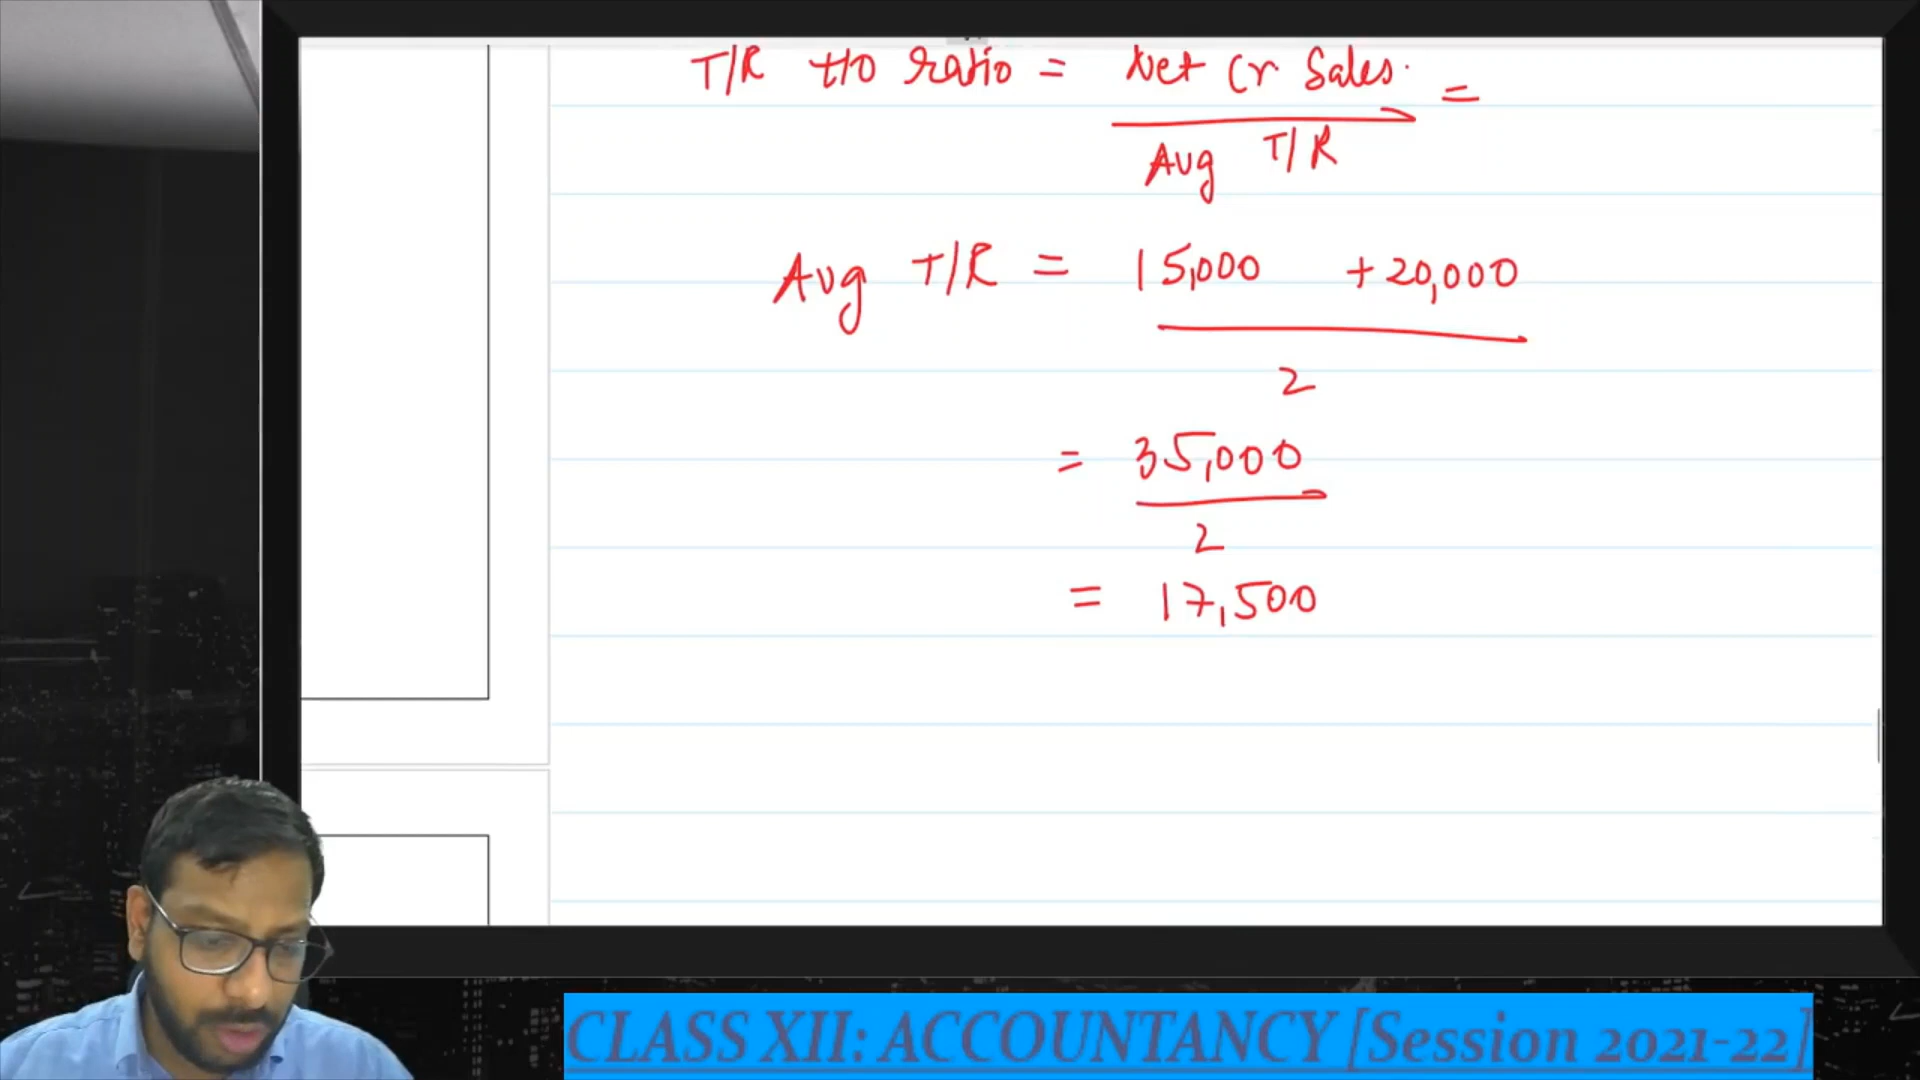 T/R t/o ratio = Net Cr Sales. =
Avg T/R
Avg T/R = 15,000 + 20,000
2
= 35,000
2
= 17,500
CLASS XII: ACCOUNTANCY [Session 2021-22]